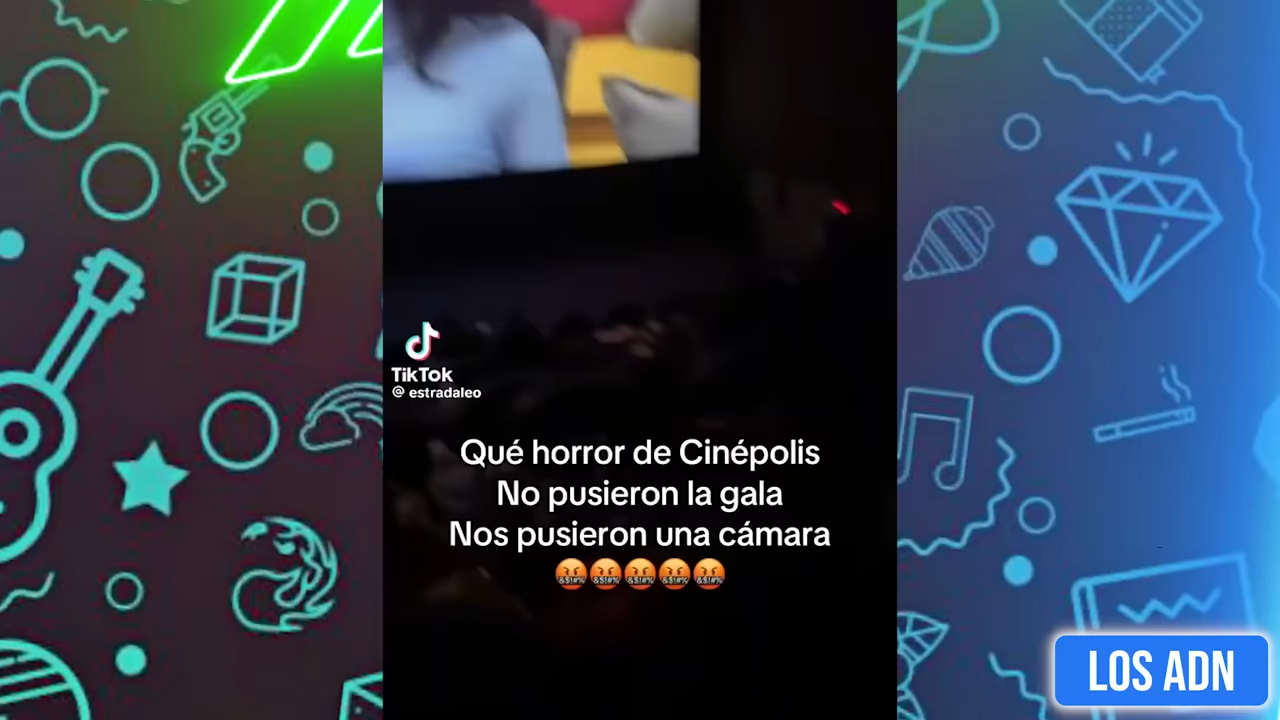 TikTok
@ estradaleo
Qué horror de Cinépolis
No pusieron la gala
Nos pusieron una cámara
🤬🤬🤬🤬🤬
LOS ADN